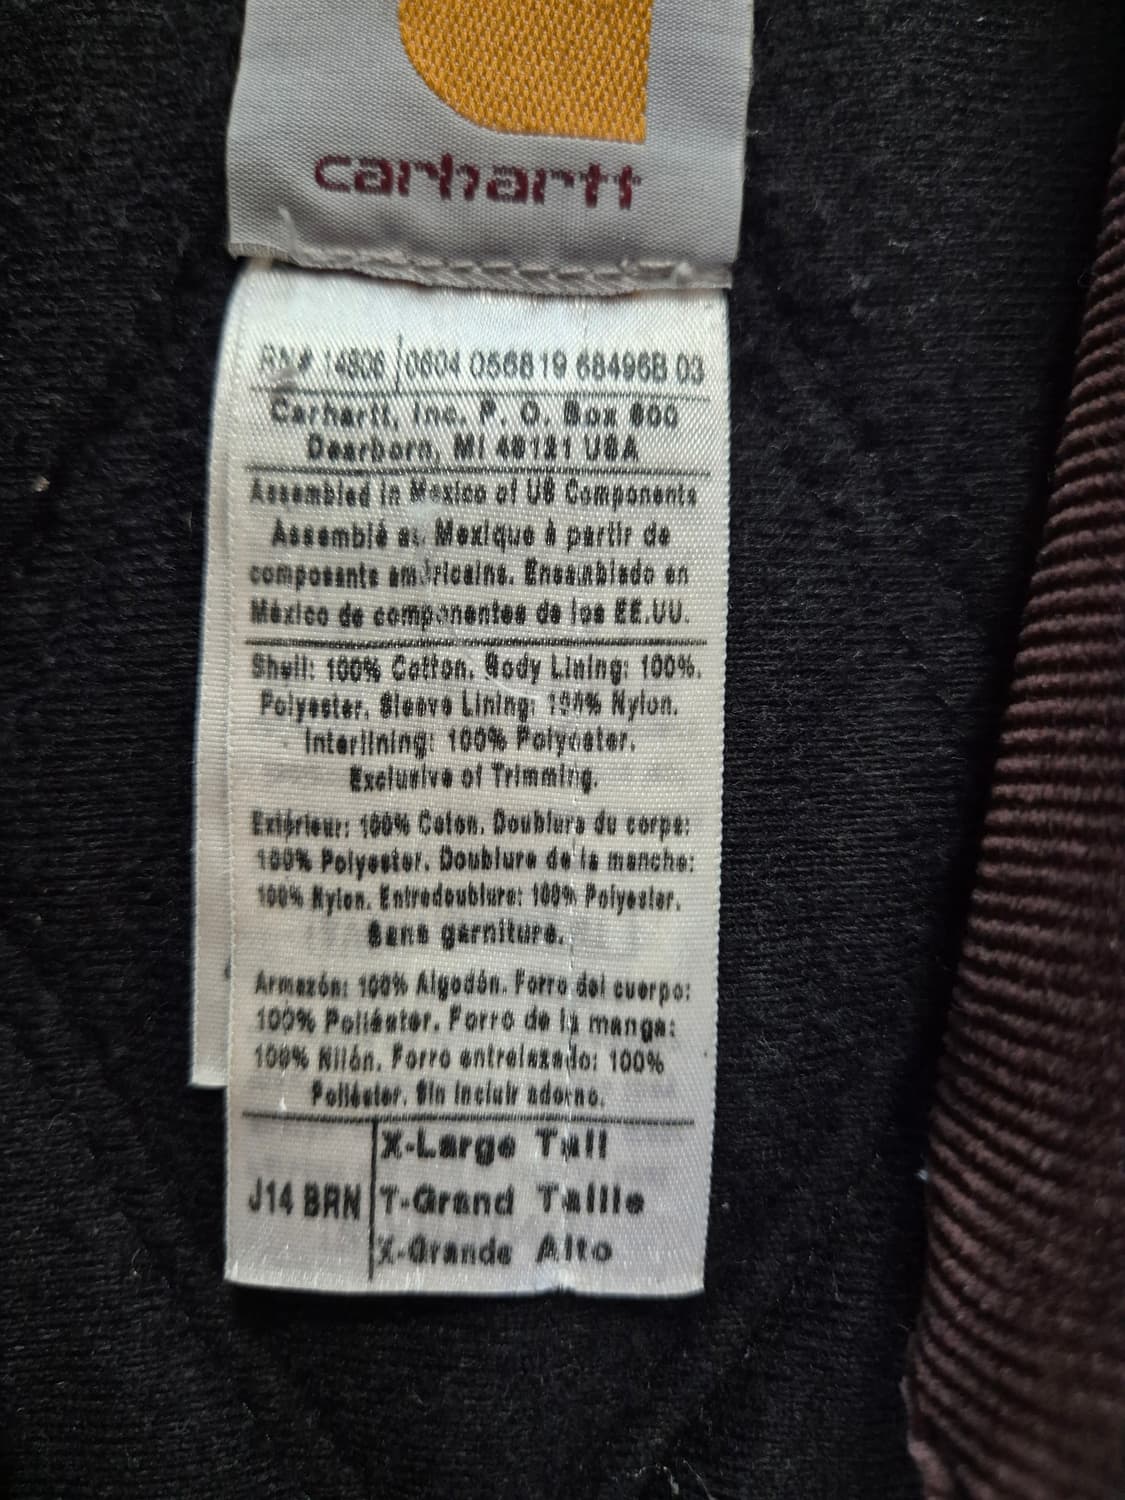 carhartt
RN# 14806 0604 056819 68496B 03
Carhartt, Inc. P. O. Box 600
Dearborn, MI 48121 USA
Assembled in Mexico of US Components
Assemblé au Mexique à partir de
composants américains. Ensamblado en
México de componentes de los EE.UU.
Shell: 100% Cotton. Body Lining: 100%.
Polyester. Sleeve Lining: 100% Nylon.
Interlining: 100% Polyester.
Exclusive of Trimming.
Extérieur: 100% Coton. Doublure du corps:
100% Polyester. Doublure de la manche:
100% Nylon. Entredoublure: 100% Polyester.
Sans garniture.
Armazón: 100% Algodón. Forro del cuerpo:
100% Poliéster. Forro de la manga:
100% Nilón. Forro entrelazado: 100%
Poliéster. Sin incluir adorno.
J14 BRN
X-Large Tall
T-Grand Taille
X-Grande Alto